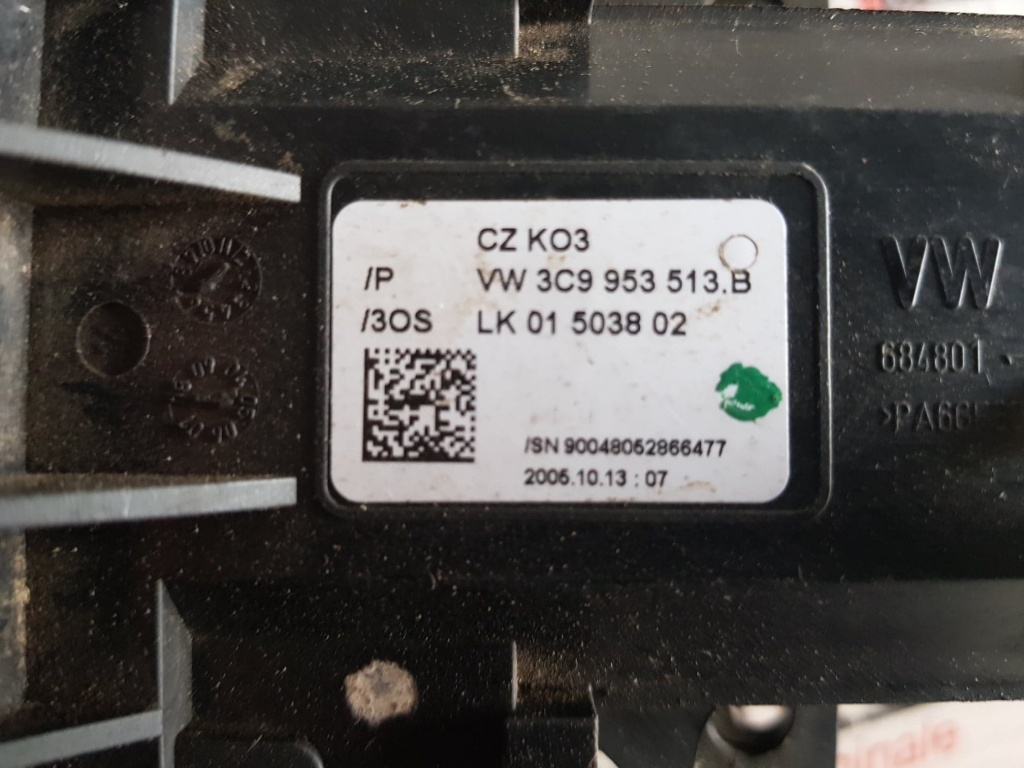 CZ KO3
/P VW 3C9 953 513.B
/3OS LK 01 5038 02
/SN 90048052866477
2005.10.13 : 07
VW
684801
>PA66